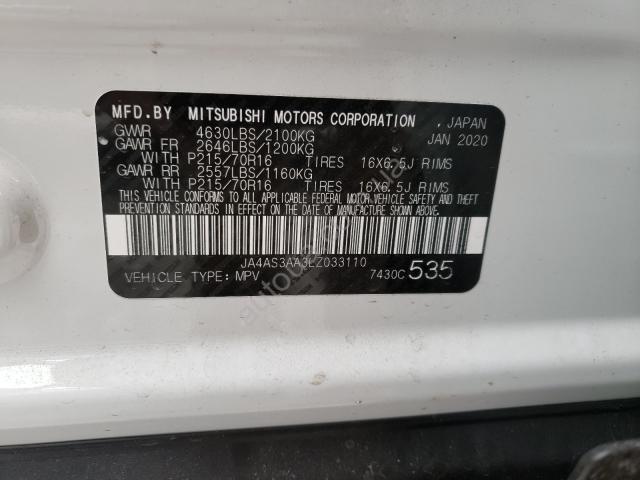 MFD.BY MITSUBISHI MOTORS CORPORATION , JAPAN
GVWR 4630LBS/2100KG JAN 2020
GAWR FR 2646LBS/1200KG
WITH P215/70R16 TIRES 16X6.5J RIMS
GAWR RR 2557LBS/1160KG
WITH P215/70R16 TIRES 16X6.5J RIMS
THIS VEHICLE CONFORMS TO ALL APPLICABLE FEDERAL MOTOR VEHICLE SAFETY AND THEFT
PREVENTION STANDARDS IN EFFECT ON THE DATE OF MANUFACTURE SHOWN ABOVE.
JA4AS3AA3LZ033110
VEHICLE TYPE: MPV 7430C 535